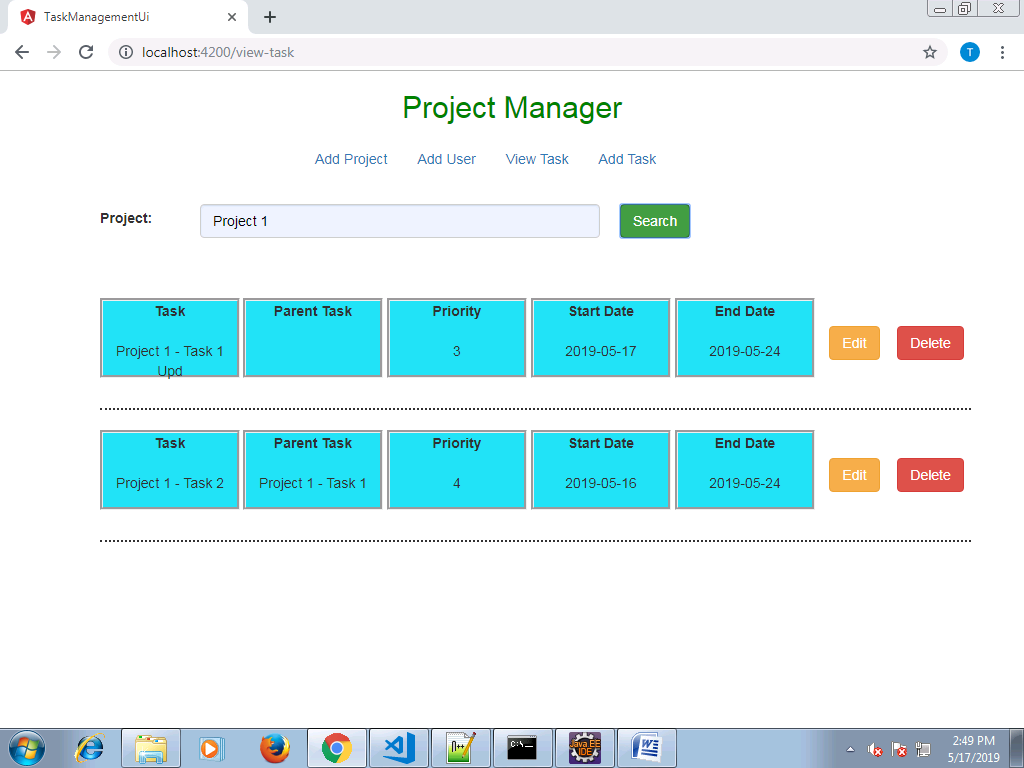 TaskManagementUi
localhost:4200/view-task
T
Project Manager
Add Project Add User View Task Add Task
Project: Project 1 Search
Task Parent Task Priority Start Date End Date
Project 1 - Task 1 3 2019-05-17 2019-05-24 Edit Delete
Upd
Task Parent Task Priority Start Date End Date
Project 1 - Task 2 Project 1 - Task 1 4 2019-05-16 2019-05-24 Edit Delete
2:49 PM
5/17/2019